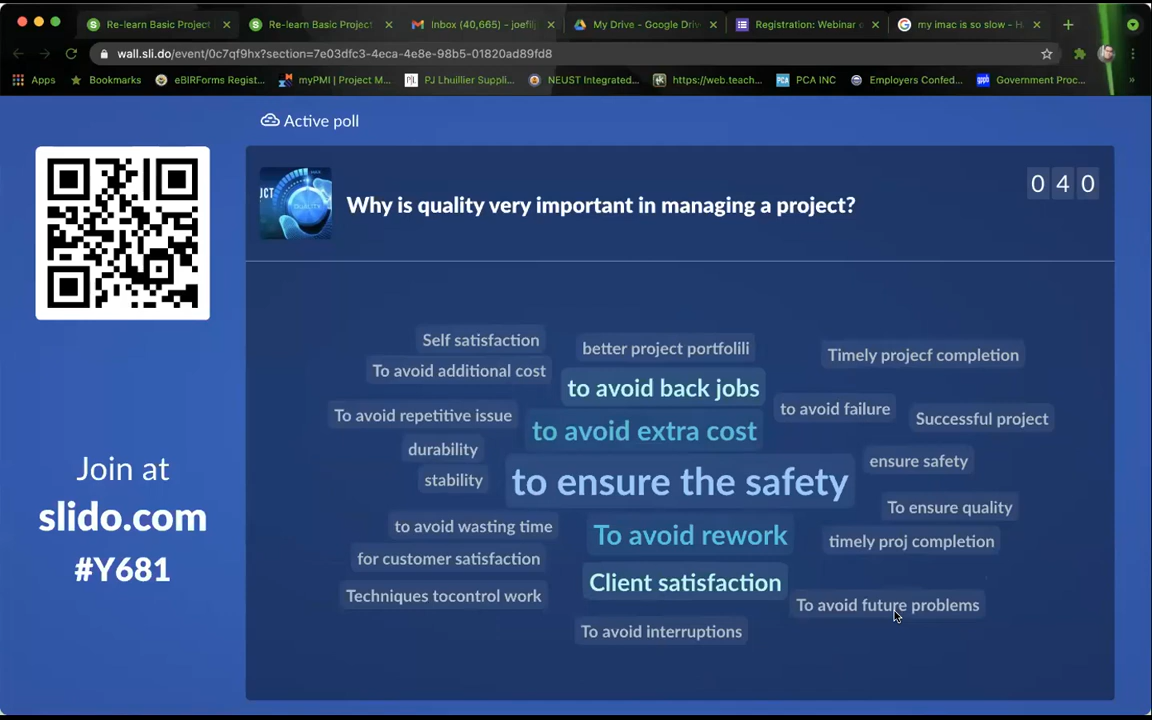 Re-learn Basic Project
Re-learn Basic Project
Inbox (40,665) - joefilj
My Drive - Google Driv
Registration: Webinar
my imac is so slow - H
wall.sli.do/event/0c7qf9hx?section=7e03dfc3-4eca-4e8e-98b5-01820ad89fd8
Apps
Bookmarks
eBIRForms Regist...
myPMI | Project M...
PJ Lhuillier Suppli...
NEUST Integrated...
https://web.teach...
PCA INC
Employers Confed...
Government Proc...
»
Active poll
JCT
Why is quality very important in managing a project?
0 4 0
Self satisfaction
better project portfolili
Timely projecf completion
To avoid additional cost
to avoid back jobs
to avoid failure
To avoid repetitive issue
Successful project
to avoid extra cost
durability
ensure safety
stability
to ensure the safety
To ensure quality
to avoid wasting time
To avoid rework
timely proj completion
for customer satisfaction
Client satisfaction
Techniques tocontrol work
To avoid future problems
To avoid interruptions
Join at
slido.com
#Y681